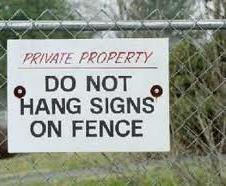 PRIVATE PROPERTY
DO NOT
HANG SIGNS
ON FENCE